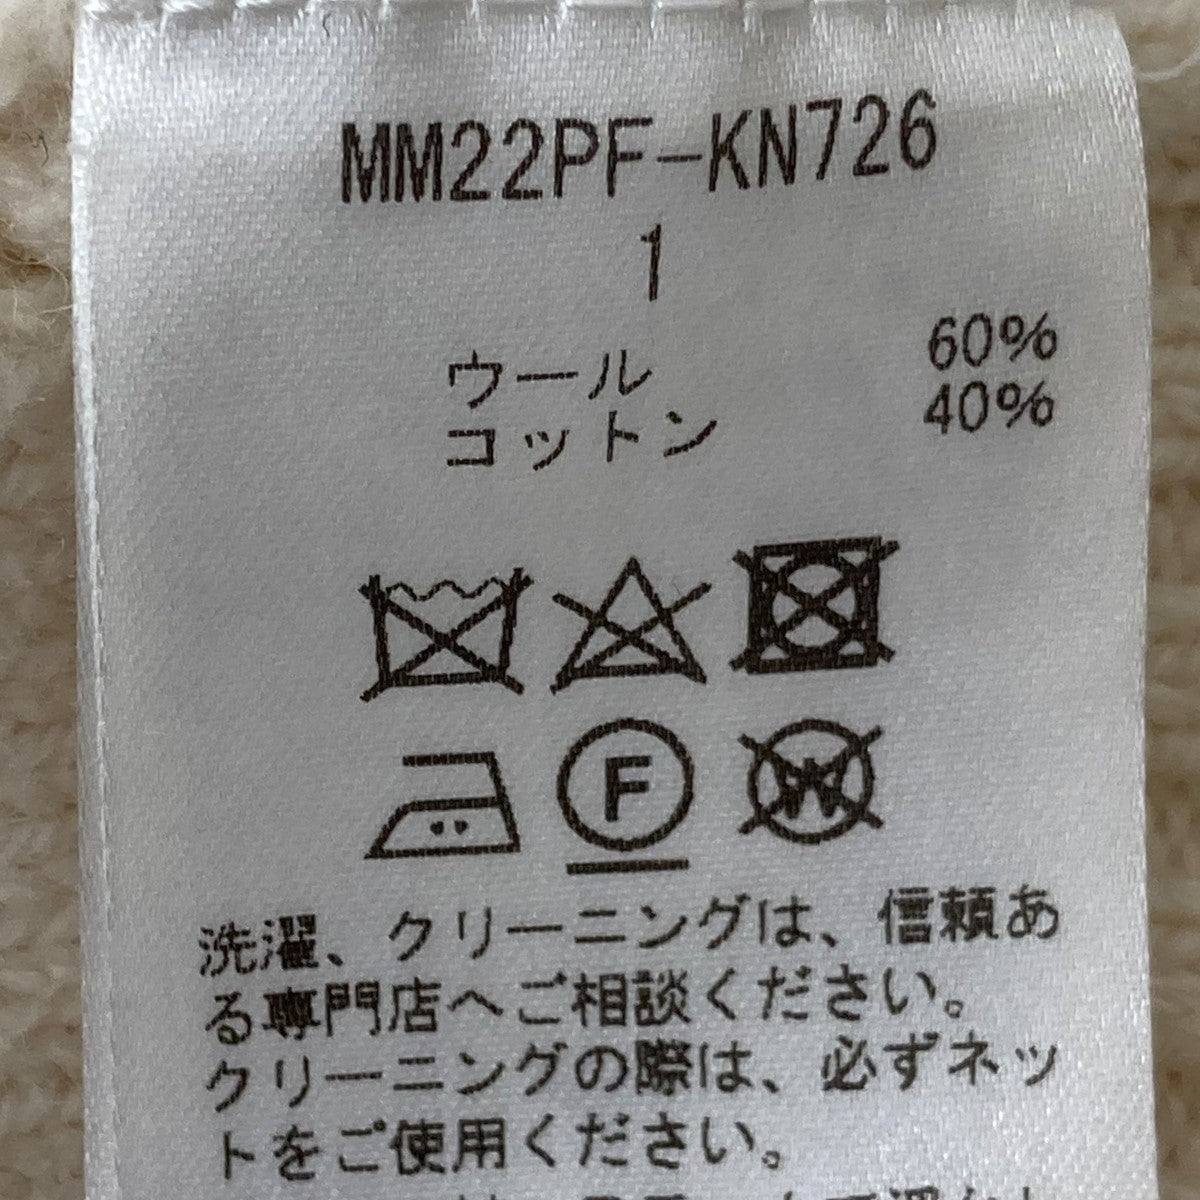 MM22PF-KN726
1
ウール 60%
コットン 40%
F
W
洗濯、クリーニングは、信頼あ
る専門店へご相談ください。
クリーニングの際は、必ずネッ
トをご使用ください。